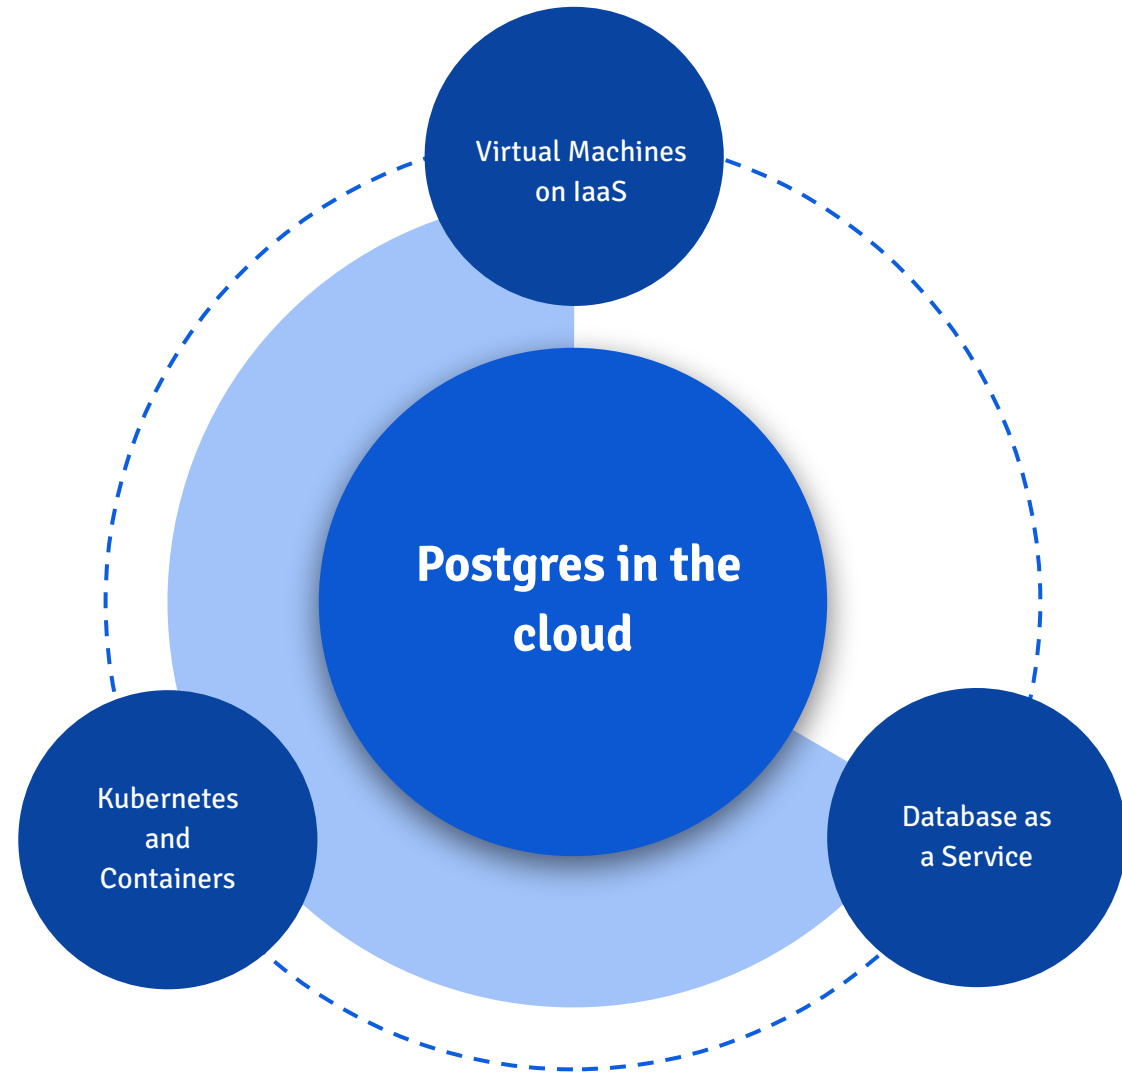 Virtual Machines
on IaaS
Postgres in the
cloud
Kubernetes
and
Containers
Database as
a Service